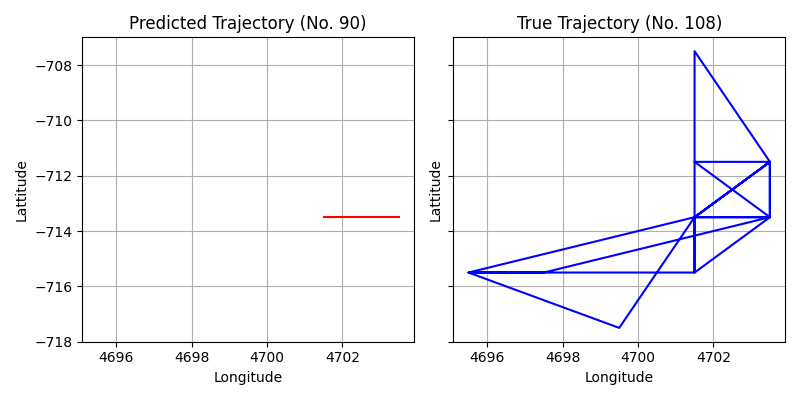 Predicted Trajectory (No. 90)
True Trajectory (No. 108)
−708
−710
−712
−714
−716
−718
Lattitude
Lattitude
4696
4698
4700
4702
4696
4698
4700
4702
Longitude
Longitude